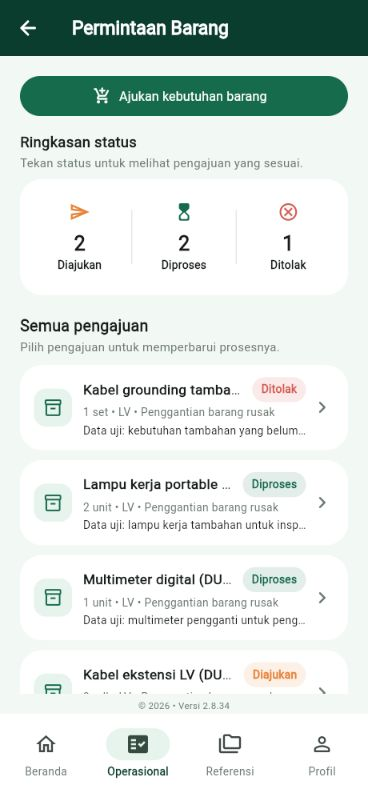 Permintaan Barang
Ajukan kebutuhan barang
Ringkasan status
Tekan status untuk melihat pengajuan yang sesuai.
2
Diajukan
2
Diproses
1
Ditolak
Semua pengajuan
Pilih pengajuan untuk memperbarui prosesnya.
Kabel grounding tamba... Ditolak
1 set • LV • Penggantian barang rusak
Data uji: kebutuhan tambahan yang belum...
Lampu kerja portable ... Diproses
2 unit • LV • Penggantian barang rusak
Data uji: lampu kerja tambahan untuk insp...
Multimeter digital (DU... Diproses
1 unit • LV • Penggantian barang rusak
Data uji: multimeter pengganti untuk peng...
Kabel ekstensi LV (DU... Diajukan
© 2026 • Versi 2.8.34
Beranda
Operasional
Referensi
Profil